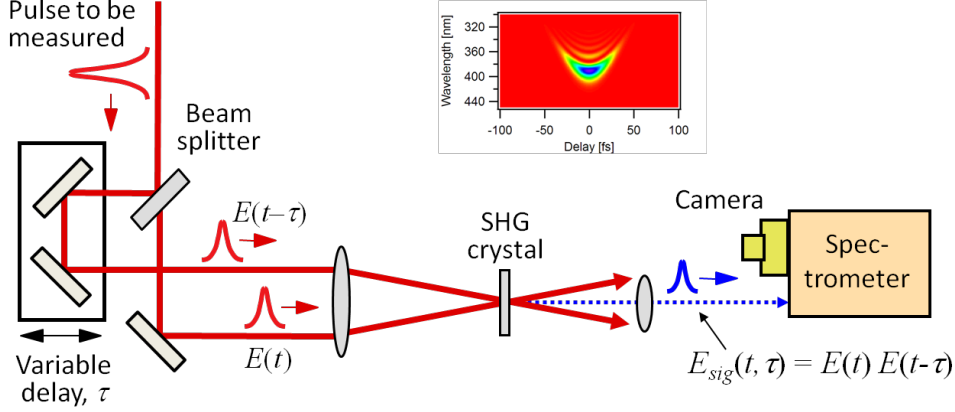 Pulse to be
measured
Beam
splitter
E(t–τ)
E(t)
Variable
delay, τ
SHG
crystal
Camera
Spec-
trometer
E_sig(t, τ) = E(t) E(t-τ)
Wavelength [nm]
320
360
400
440
-100
-50
0
50
100
Delay [fs]